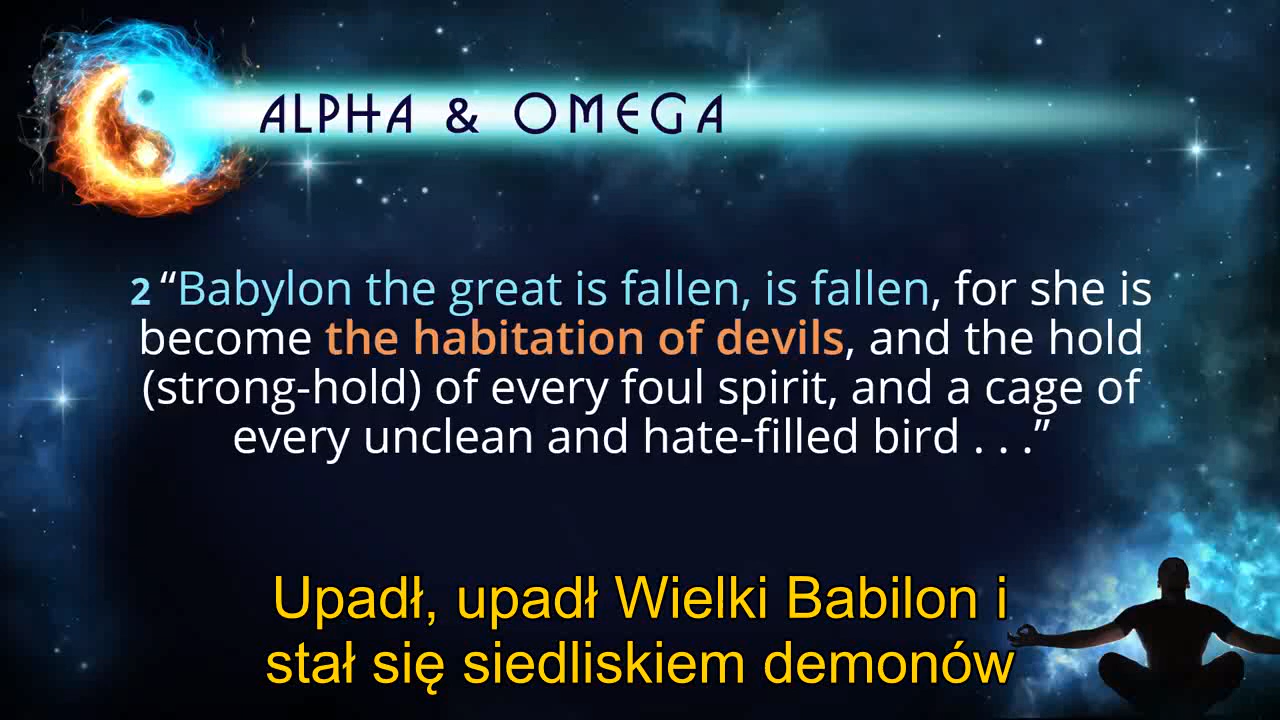 ALPHA & OMEGA
2 “Babylon the great is fallen, is fallen, for she is
become the habitation of devils, and the hold
(strong-hold) of every foul spirit, and a cage of
every unclean and hate-filled bird . . .”
Upadł, upadł Wielki Babilon i
stał się siedliskiem demonów